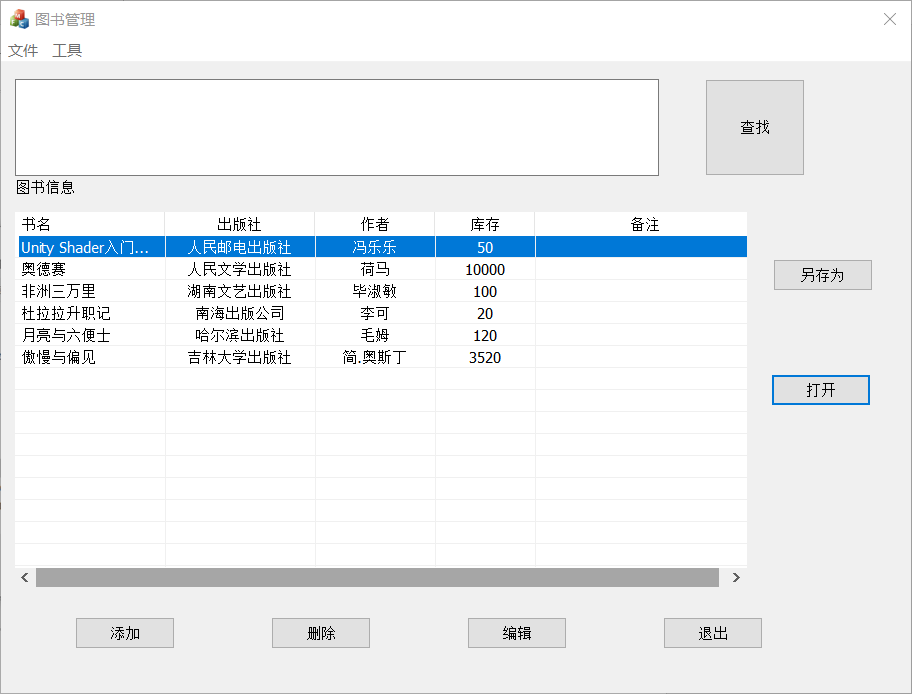 图书管理
文件 工具
查找
图书信息
书名 出版社 作者 库存 备注
Unity Shader入门... 人民邮电出版社 冯乐乐 50
奥德赛 人民文学出版社 荷马 10000
非洲三万里 湖南文艺出版社 毕淑敏 100
杜拉拉升职记 南海出版公司 李可 20
月亮与六便士 哈尔滨出版社 毛姆 120
傲慢与偏见 吉林大学出版社 简.奥斯丁 3520
另存为
打开
添加 删除 编辑 退出